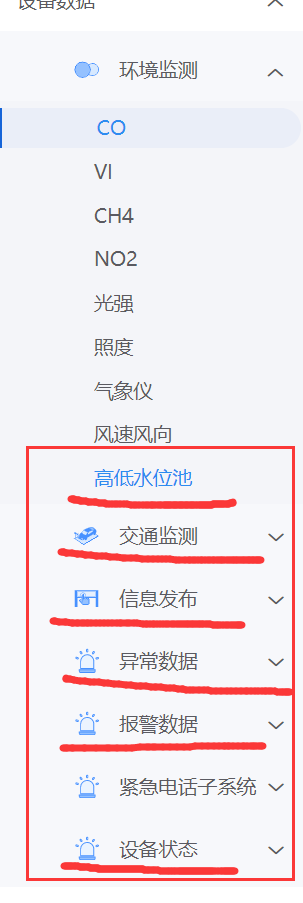 设备数据
环境监测
CO
VI
CH4
NO2
光强
照度
气象仪
风速风向
高低水位池
交通监测
信息发布
异常数据
报警数据
紧急电话子系统
设备状态